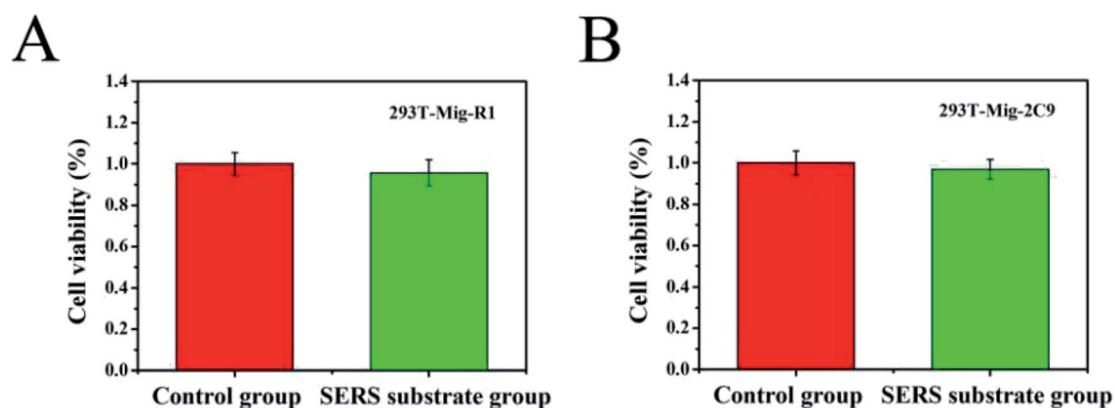 A
Cell viability (%)
1.4
1.2
1.0
0.8
0.6
0.4
0.2
0.0
293T-Mig-R1
Control group
SERS substrate group
B
Cell viability (%)
1.4
1.2
1.0
0.8
0.6
0.4
0.2
0.0
293T-Mig-2C9
Control group
SERS substrate group